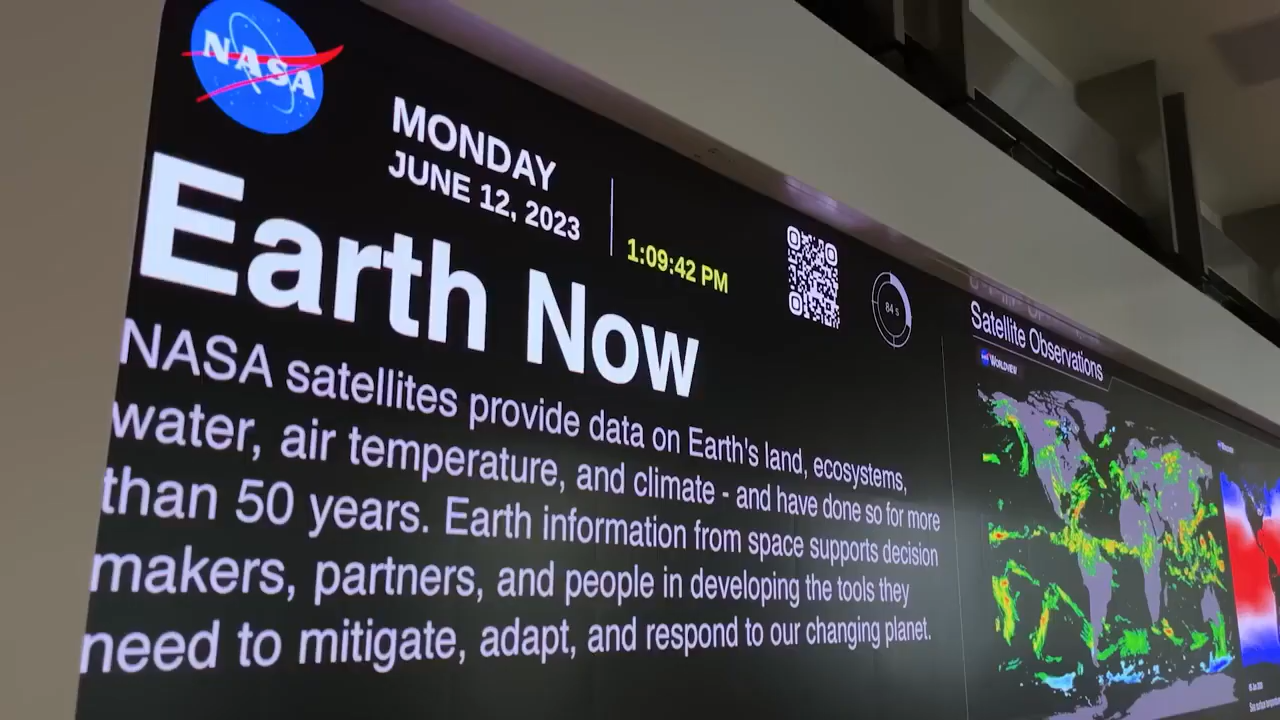 NASA
MONDAY
JUNE 12, 2023
1:09:42 PM
Earth Now
NASA satellites provide data on Earth's land, ecosystems,
water, air temperature, and climate - and have done so for more
than 50 years. Earth information from space supports decision
makers, partners, and people in developing the tools they
need to mitigate, adapt, and respond to our changing planet.
84 s
Satellite Observations
WORLDVIEW